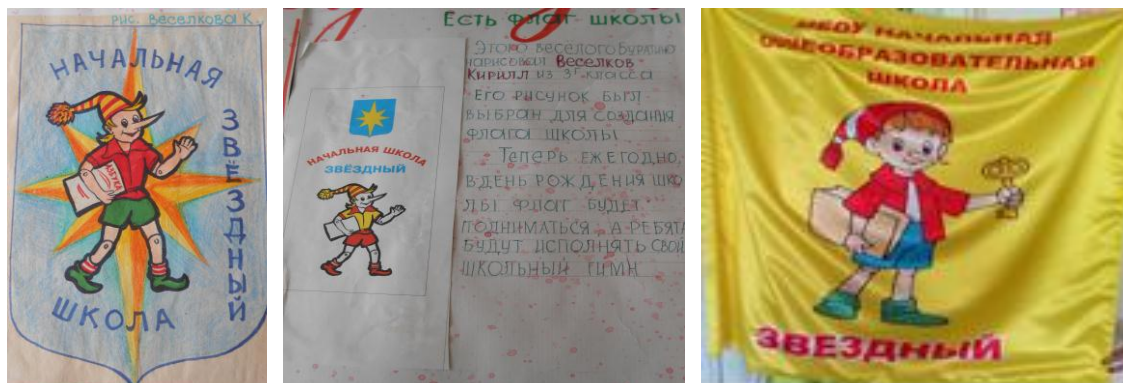 рис. Веселкова К.
НАЧАЛЬНАЯ
ЗВЁЗДНЫЙ
ШКОЛА
Есть флаг школы
Этого весёлого Буратино
нарисовал Веселков
Кирилл из 3 класса
Его рисунок был
выбран для создания
флага школы
Теперь ежегодно,
в день рождения шко
лы флаг будет
подниматься, а ребята
будут исполнять свой
школьный гимн
НАЧАЛЬНАЯ ШКОЛА
ЗВЁЗДНЫЙ
МБОУ НАЧАЛЬНАЯ
ОБЩЕОБРАЗОВАТЕЛЬНАЯ
ШКОЛА
ЗВЕЗДНЫЙ